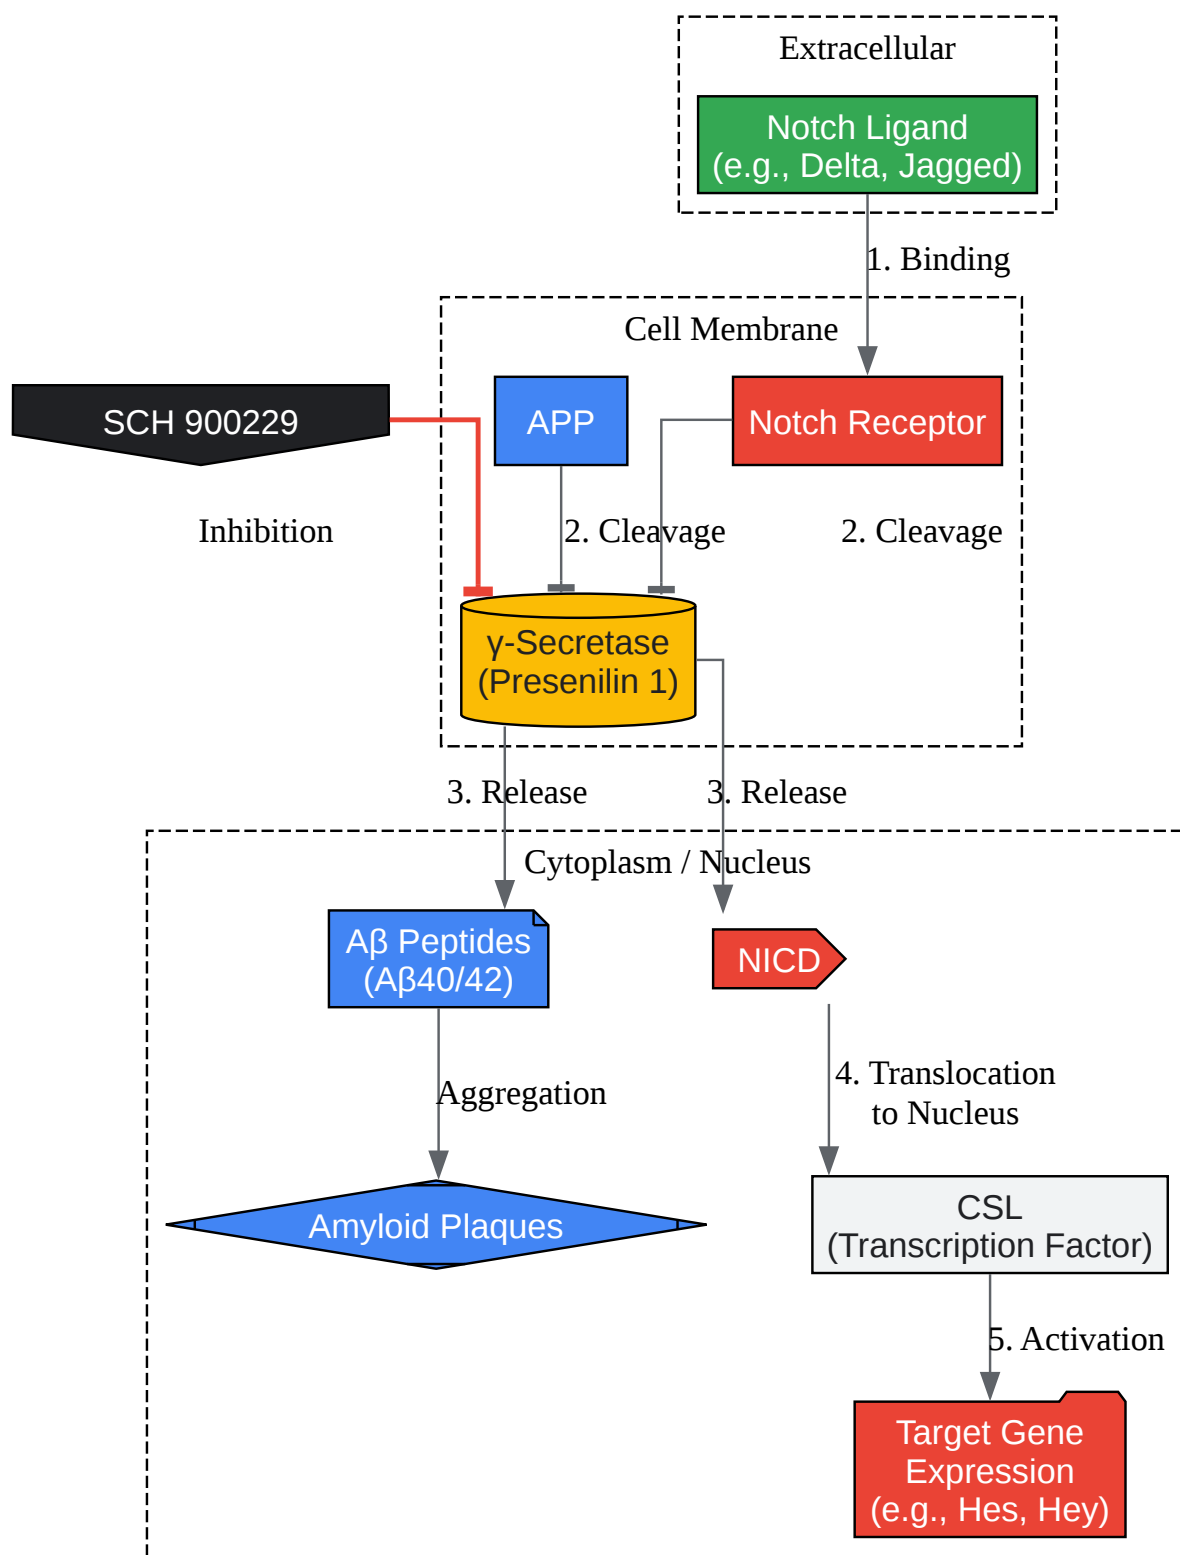 Extracellular
Notch Ligand
(e.g., Delta, Jagged)
1. Binding
Cell Membrane
SCH 900229
APP
Notch Receptor
Inhibition
2. Cleavage
2. Cleavage
γ-Secretase
(Presenilin 1)
3. Release
3. Release
Cytoplasm / Nucleus
Aβ Peptides
(Aβ40/42)
NICD
Aggregation
4. Translocation
to Nucleus
Amyloid Plaques
CSL
(Transcription Factor)
5. Activation
Target Gene
Expression
(e.g., Hes, Hey)